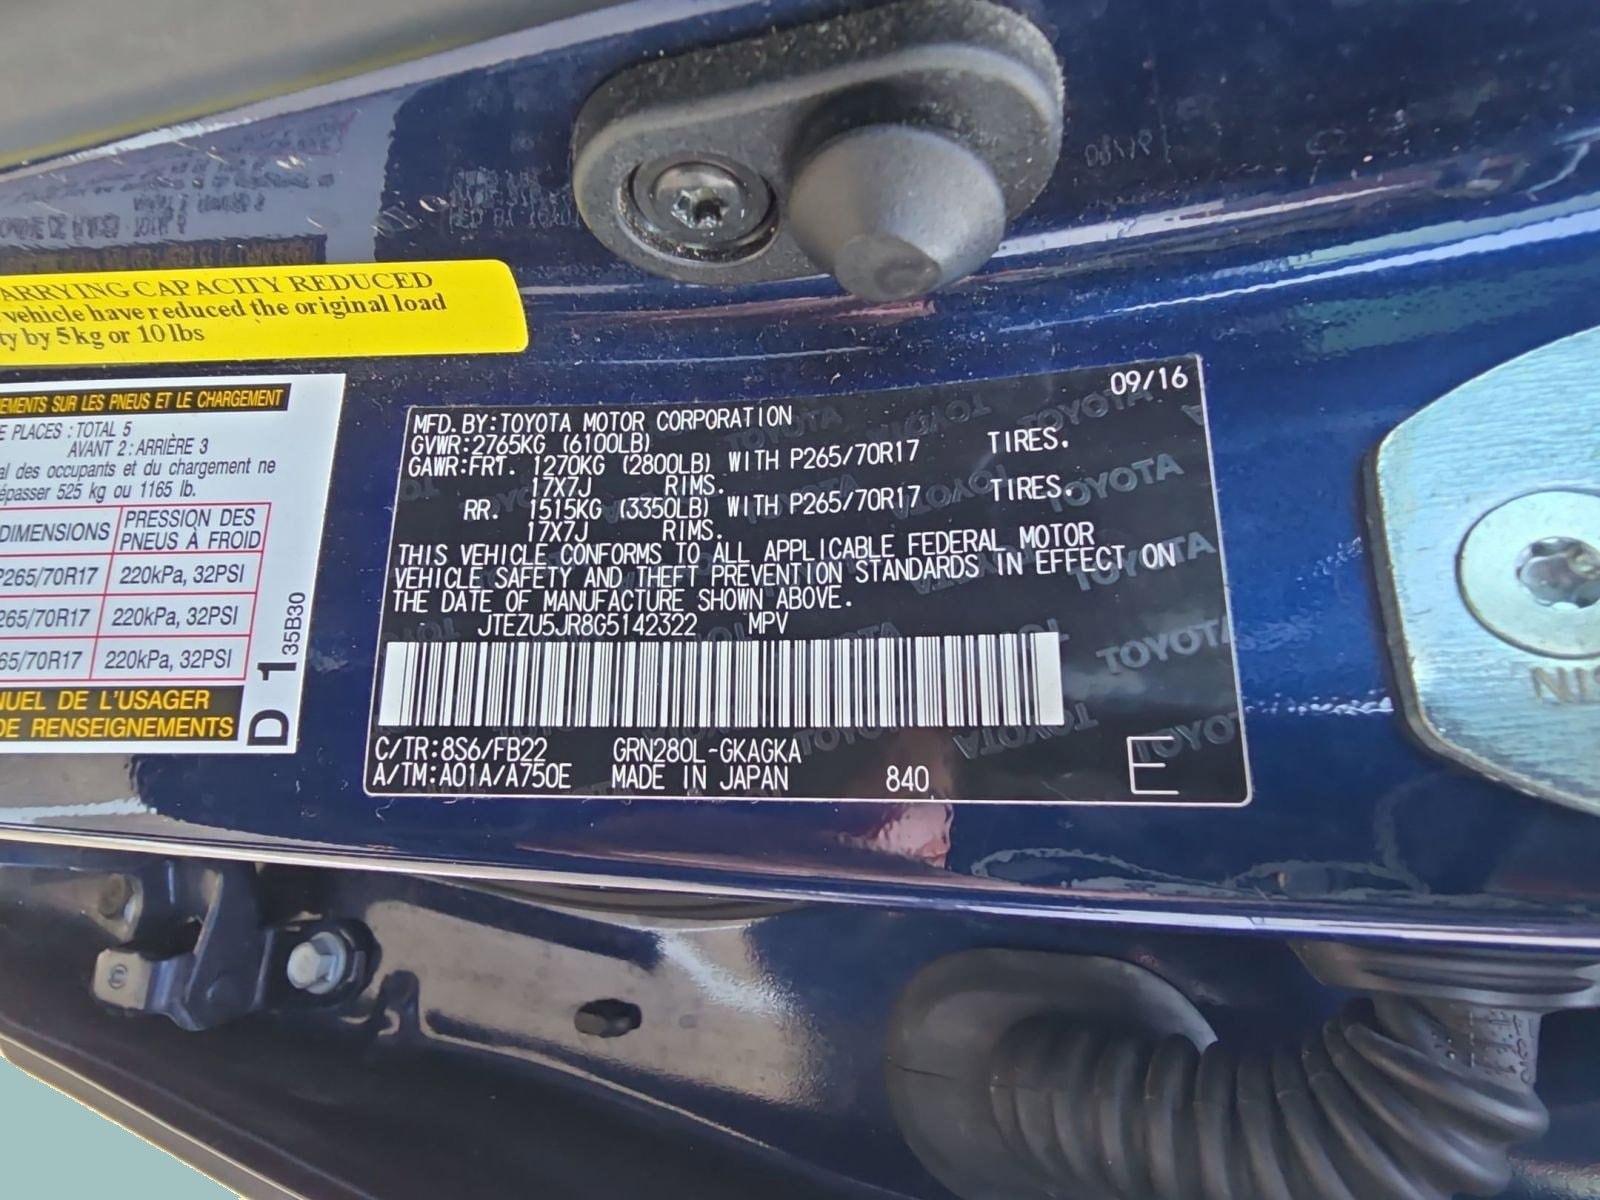 ARRYING CAPACITY REDUCED
vehicle have reduced the original load
ty by 5kg or 10 lbs
EMENTS SUR LES PNEUS ET LE CHARGEMENT
E PLACES : TOTAL 5
AVANT 2 : ARRIÈRE 3
al des occupants et du chargement ne
épasser 525 kg ou 1165 lb.
DIMENSIONS PRESSION DES PNEUS À FROID
P265/70R17 220kPa, 32PSI
265/70R17 220kPa, 32PSI
65/70R17 220kPa, 32PSI
NUEL DE L'USAGER
DE RENSEIGNEMENTS
D 1 35B30
09/16
MFD. BY: TOYOTA MOTOR CORPORATION
GVWR: 2765KG (6100LB)
GAWR: FRT. 1270KG (2800LB) WITH P265/70R17 TIRES.
17X7J RIMS.
RR. 1515KG (3350LB) WITH P265/70R17 TIRES.
17X7J RIMS.
THIS VEHICLE CONFORMS TO ALL APPLICABLE FEDERAL MOTOR
VEHICLE SAFETY AND THEFT PREVENTION STANDARDS IN EFFECT ON
THE DATE OF MANUFACTURE SHOWN ABOVE.
JTEZU5JR8G5142322 MPV
C/TR: 8S6/FB22 GRN280L-GKAGKA
A/TM: A01A/A750E MADE IN JAPAN 840 E
TOYOTA